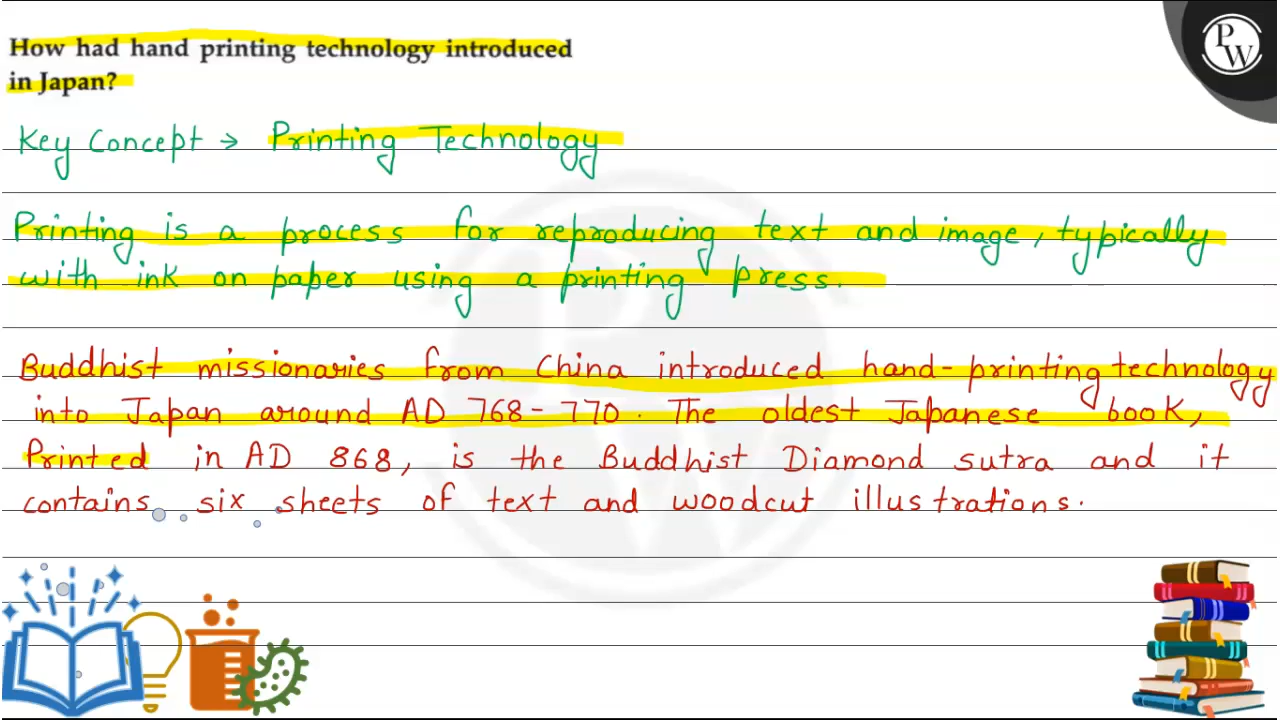 How had hand printing technology introduced
in Japan?
PW
Key Concept → Printing Technology
Printing is a process for reproducing text and image, typically
with ink on paper using a printing press.
Buddhist missionaries from China introduced hand-printing technology
into Japan around AD 768-770. The oldest Japanese book,
Printed in AD 868, is the Buddhist Diamond sutra and it
contains six sheets of text and woodcut illustrations.